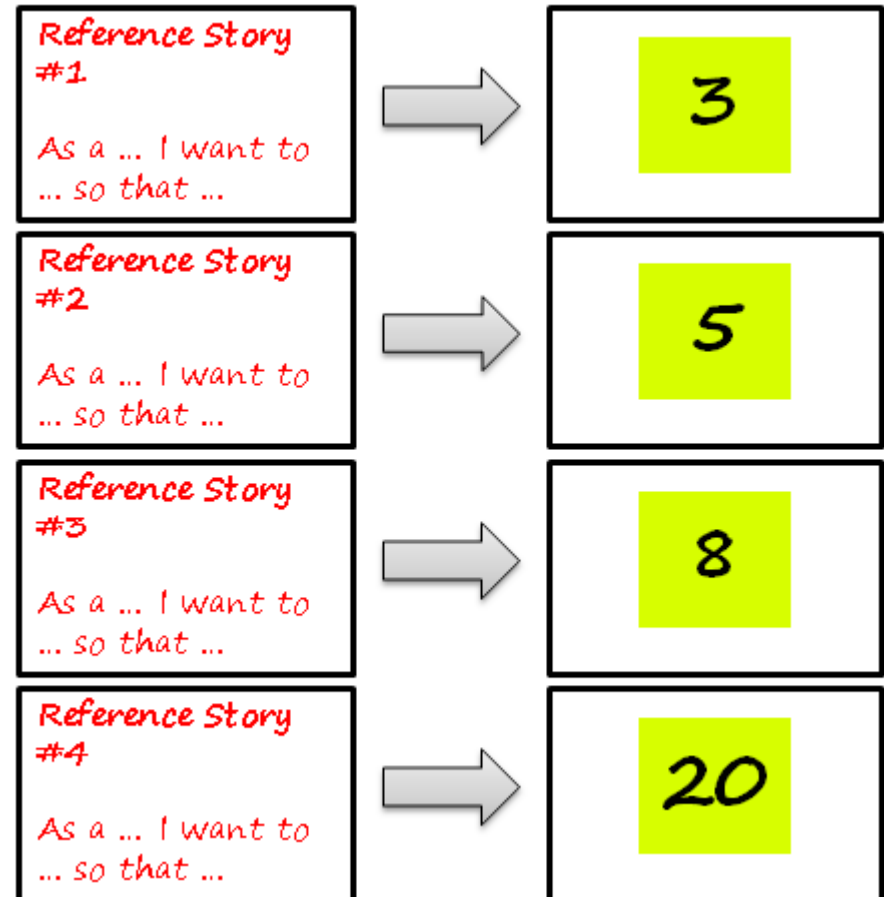 Reference Story
#1
As a ... I want to
... so that ...
3
Reference Story
#2
As a ... I want to
... so that ...
5
Reference Story
#3
As a ... I want to
... so that ...
8
Reference Story
#4
As a ... I want to
... so that ...
20